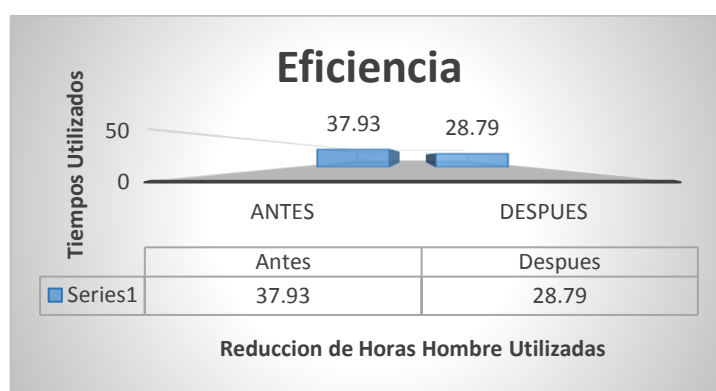 Eficiencia
Tiempos Utilizados
50
0
37.93 28.79
ANTES DESPUES
Antes Despues
Series1 37.93 28.79
Reduccion de Horas Hombre Utilizadas